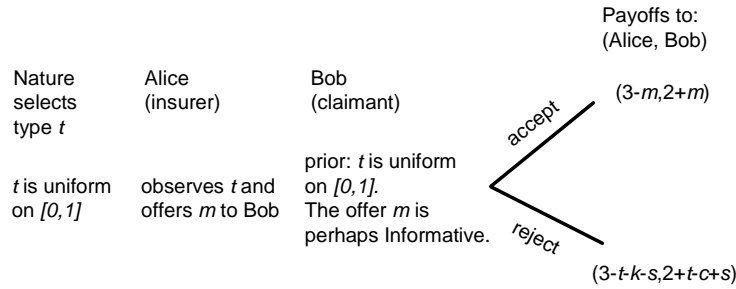 Payoffs to:
(Alice, Bob)
Nature
selects
type t
Alice
(insurer)
Bob
(claimant)
(3-m,2+m)
accept
t is uniform
on [0,1]
observes t and
offers m to Bob
prior: t is uniform
on [0,1].
The offer m is
perhaps Informative.
reject
(3-t-k-s,2+t-c+s)